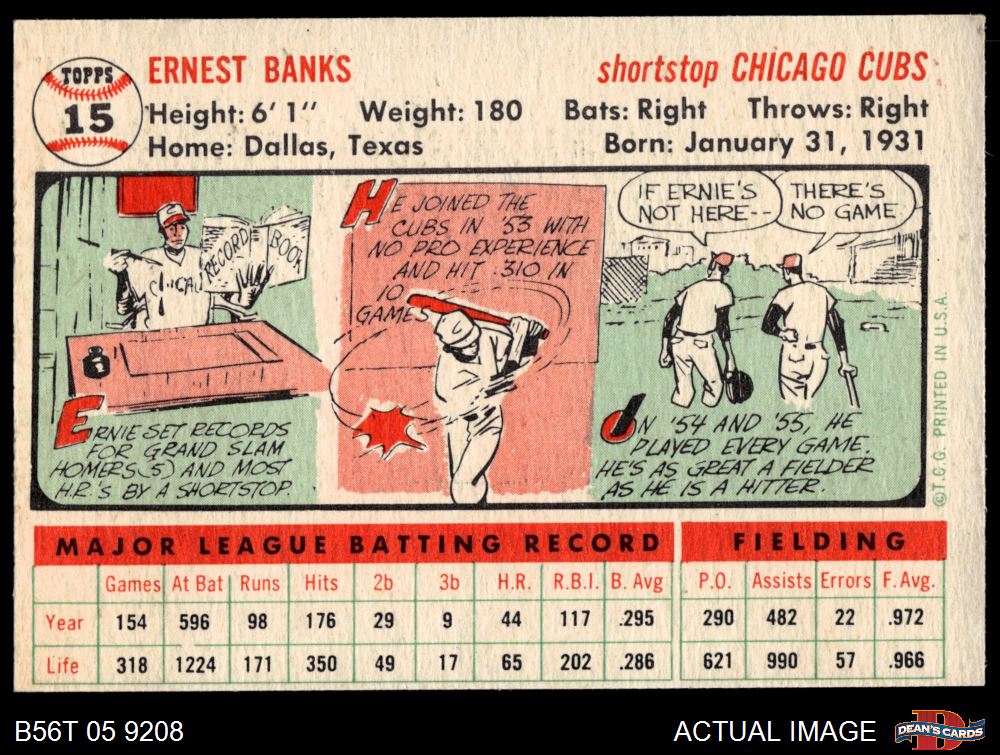 TOPPS
15
ERNEST BANKS
shortstop CHICAGO CUBS
Height: 6' 1" Weight: 180 Bats: Right Throws: Right
Home: Dallas, Texas Born: January 31, 1931
RECORD BOOK
CHICA
ERNIE SET RECORDS
FOR GRAND SLAM
HOMERS (5) AND MOST
H.R.'S BY A SHORTSTOP.
HE JOINED THE
CUBS IN '53 WITH
NO PRO EXPERIENCE
AND HIT .310 IN
10
GAMES
IF ERNIE'S
NOT HERE--
THERE'S
NO GAME
IN '54 AND '55, HE
PLAYED EVERY GAME.
HE'S AS GREAT A FIELDER
AS HE IS A HITTER.
©T.C.G. PRINTED IN U.S.A.
MAJOR LEAGUE BATTING RECORD FIELDING
Games At Bat Runs Hits 2b 3b H.R. R.B.I. B. Avg P.O. Assists Errors F. Avg.
Year 154 596 98 176 29 9 44 117 .295 290 482 22 .972
Life 318 1224 171 350 49 17 65 202 .286 621 990 57 .966
B56T 05 9208
ACTUAL IMAGE
DEAN'S CARDS